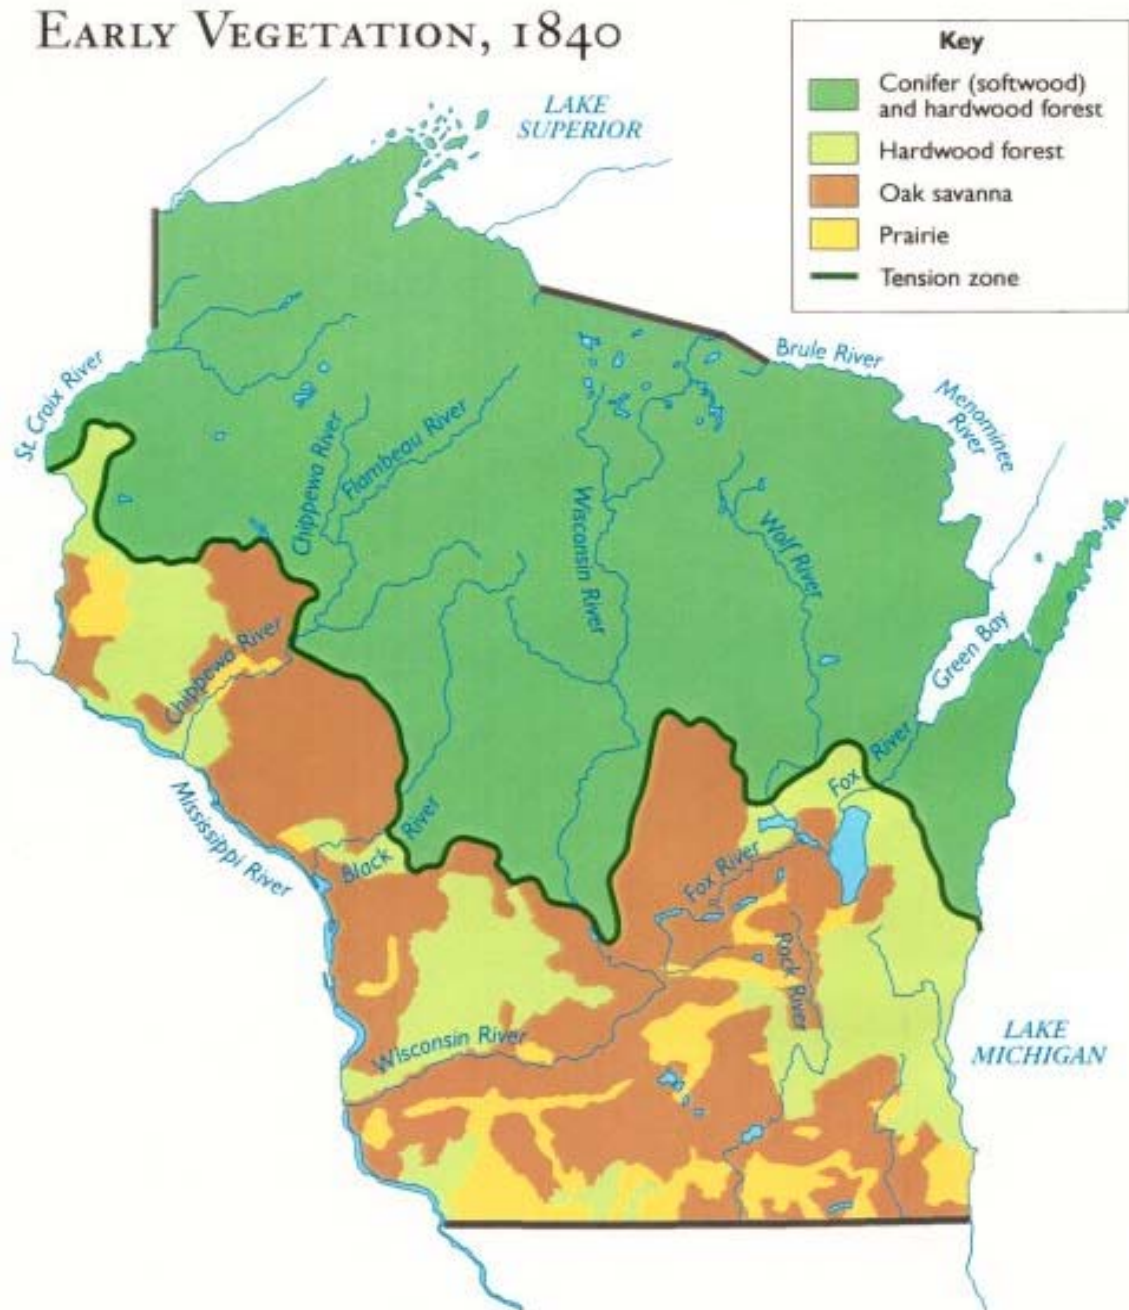 EARLY VEGETATION, 1840
Key
Conifer (softwood)
and hardwood forest
Hardwood forest
Oak savanna
Prairie
Tension zone
LAKE
SUPERIOR
Brule River
Menominee
River
St. Croix River
Chippewa River
Flambeau River
Wisconsin River
Wolf River
Green Bay
Chippewa River
Fox River
Mississippi River
Black River
Fox River
Rock River
Wisconsin River
LAKE
MICHIGAN